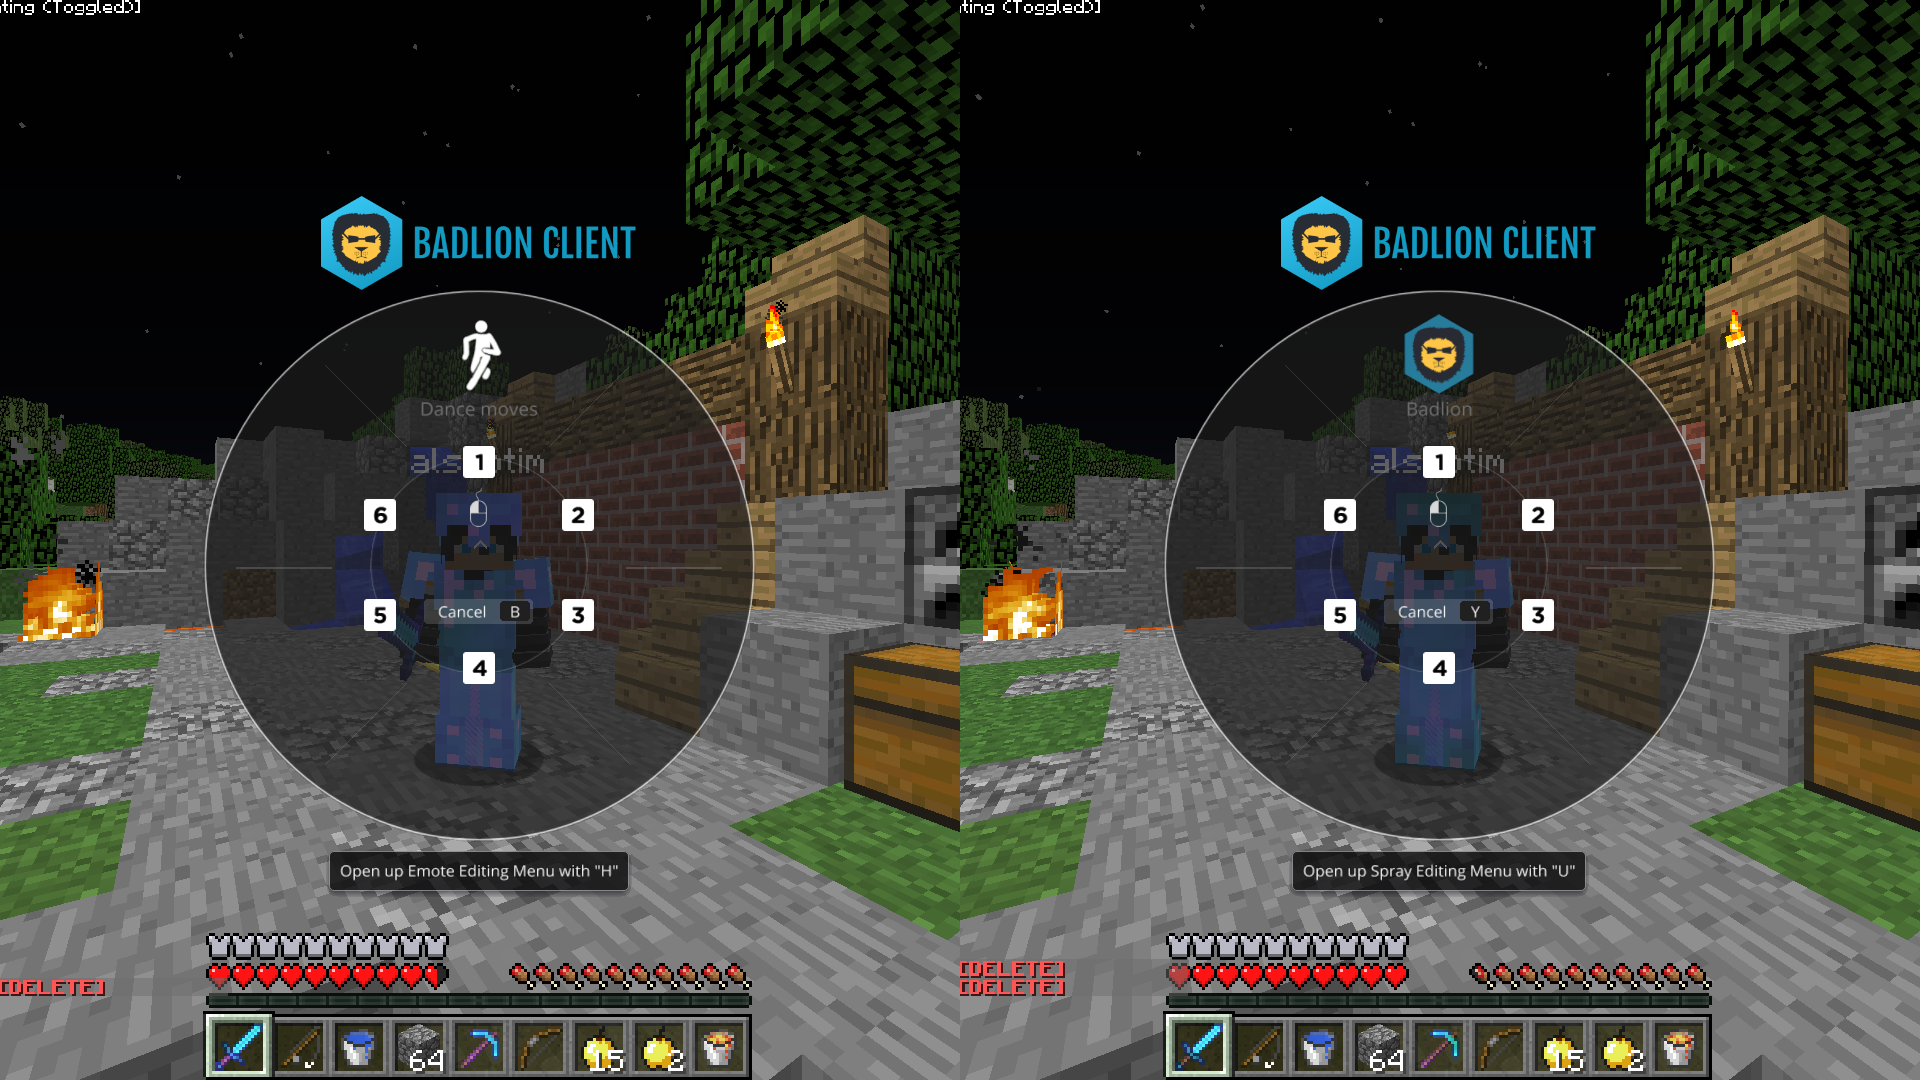 ting (Toggled)]
BADLION CLIENT
Dance moves
1
6
2
5
Cancel B
3
4
Open up Emote Editing Menu with "H"
[DELETE]
64
15
2
ting (Toggled)]
BADLION CLIENT
Badlion
1
6
2
5
Cancel Y
3
4
Open up Spray Editing Menu with "U"
[DELETE]
[DELETE]
64
15
2